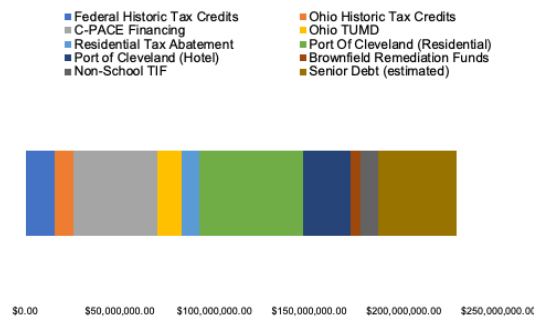 Federal Historic Tax Credits
Ohio Historic Tax Credits
C-PACE Financing
Ohio TUMD
Residential Tax Abatement
Port Of Cleveland (Residential)
Port of Cleveland (Hotel)
Brownfield Remediation Funds
Non-School TIF
Senior Debt (estimated)
$0.00
$50,000,000.00
$100,000,000.00
$150,000,000.00
$200,000,000.00
$250,000,000.00